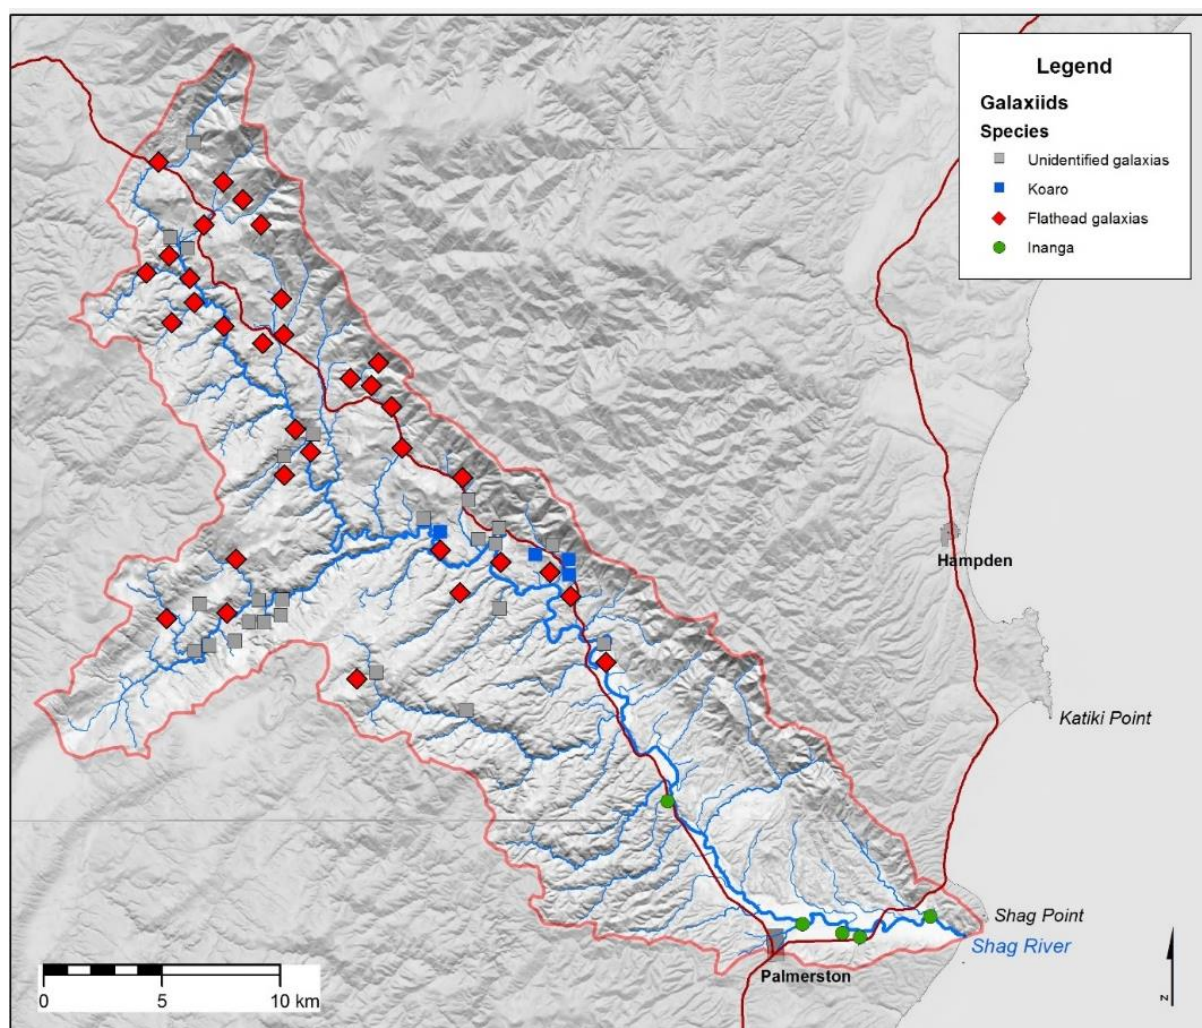 Legend
Galaxiids
Species
Unidentified galaxias
Koaro
Flathead galaxias
Inanga
Hampden
Katiki Point
Shag Point
Shag River
Palmerston
0 5 10 km
N